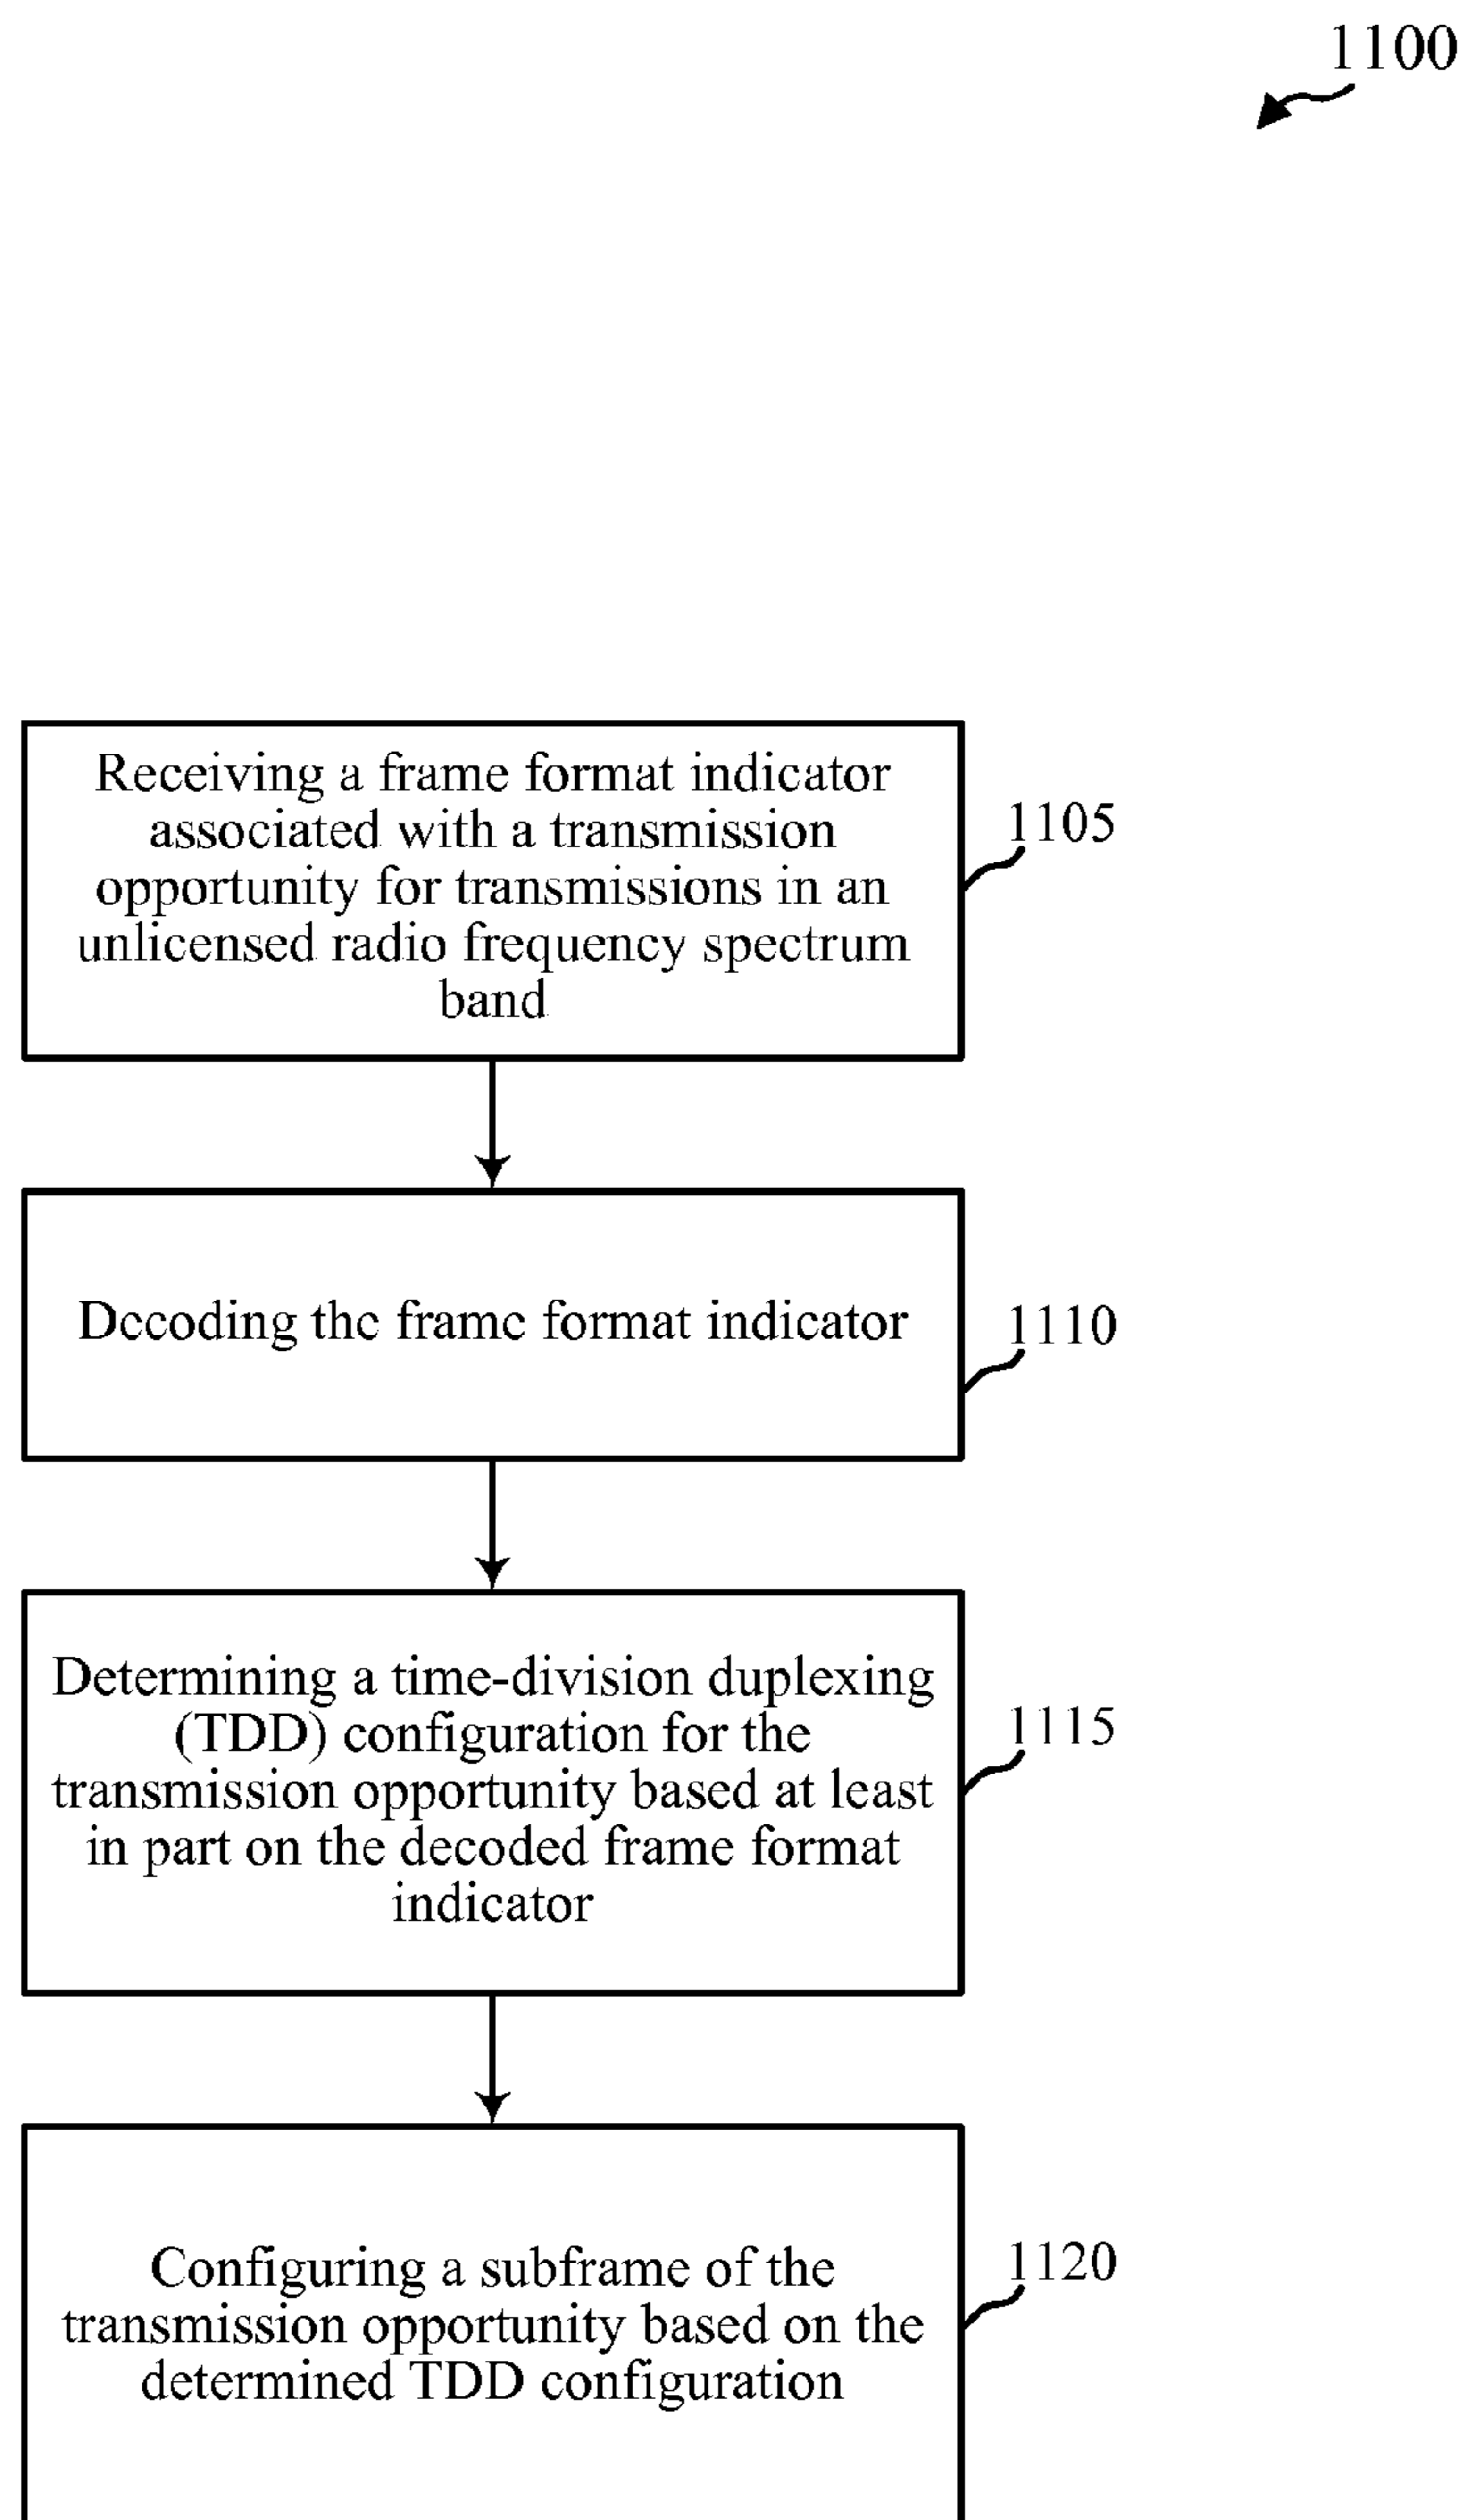 1100
Receiving a frame format indicator
associated with a transmission
opportunity for transmissions in an
unlicensed radio frequency spectrum
band
1105
Decoding the frame format indicator
1110
Determining a time-division duplexing
(TDD) configuration for the
transmission opportunity based at least
in part on the decoded frame format
indicator
1115
Configuring a subframe of the
transmission opportunity based on the
determined TDD configuration
1120